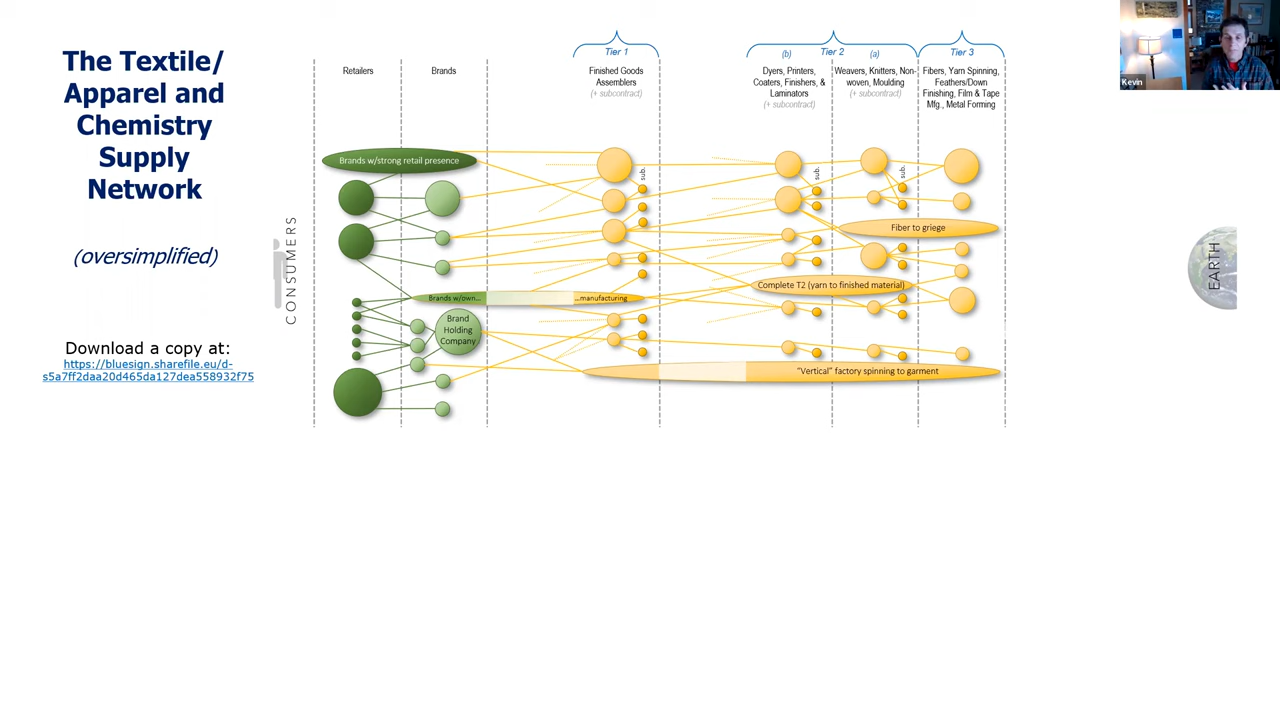 The Textile/
Apparel and
Chemistry
Supply
Network
(oversimplified)
Download a copy at:
https://bluesign.sharefile.eu/d-
s5a7ff2daa20d465da127dea558932f75
CONSUMERS
Retailers
Brands
Tier 1
Finished Goods
Assemblers
(+ subcontract)
(b)
Tier 2
(a)
Dyers, Printers,
Coaters, Finishers, &
Laminators
(+ subcontract)
Weavers, Knitters, Non-
woven, Moulding
(+ subcontract)
Tier 3
Fibers, Yarn Spinning,
Feathers/Down
Finishing, Film & Tape
Mfg., Metal Forming
Brands w/strong retail presence
sub.
sub.
sub.
Fiber to griege
Complete T2 (yarn to finished material)
Brands w/own...
...manufacturing
Brand
Holding
Company
"Vertical" factory spinning to garment
EARTH
Kevin